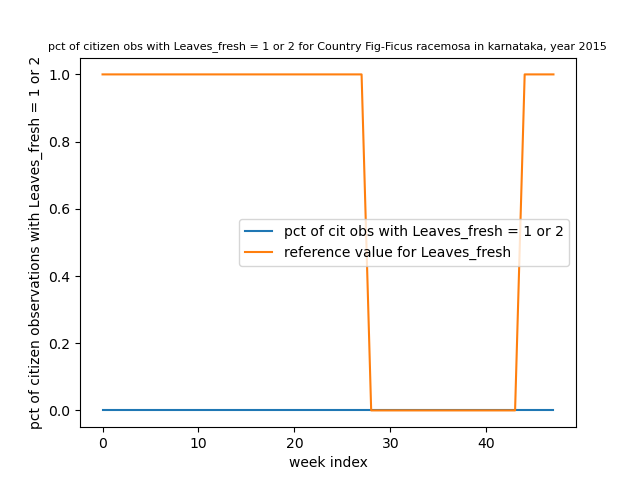 pct of citizen obs with Leaves_fresh = 1 or 2 for Country Fig-Ficus racemosa in karnataka, year 2015
pct of citizen observations with Leaves_fresh = 1 or 2
1.0
0.8
0.6
0.4
0.2
0.0
pct of cit obs with Leaves_fresh = 1 or 2
reference value for Leaves_fresh
0 10 20 30 40
week index